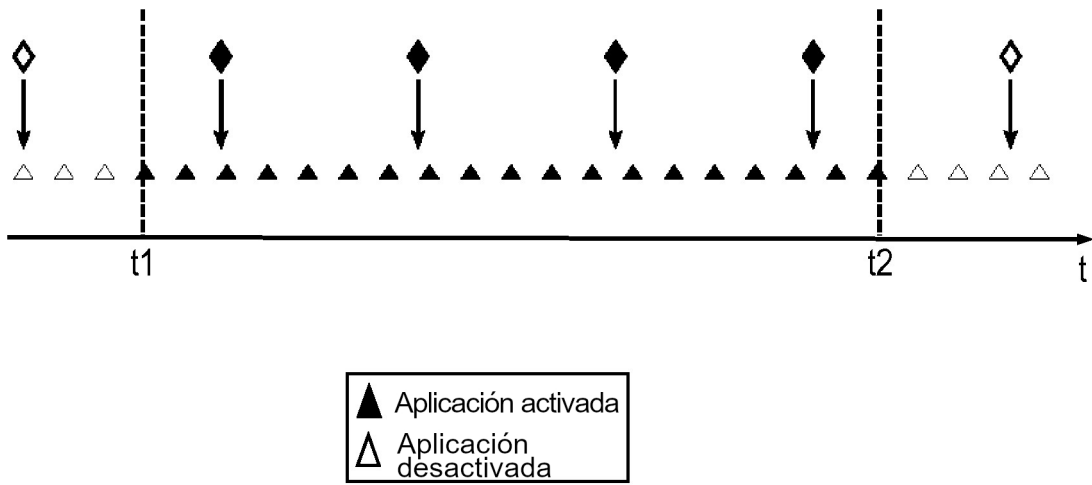 t1
t2
t
Aplicación activada
Aplicación
desactivada